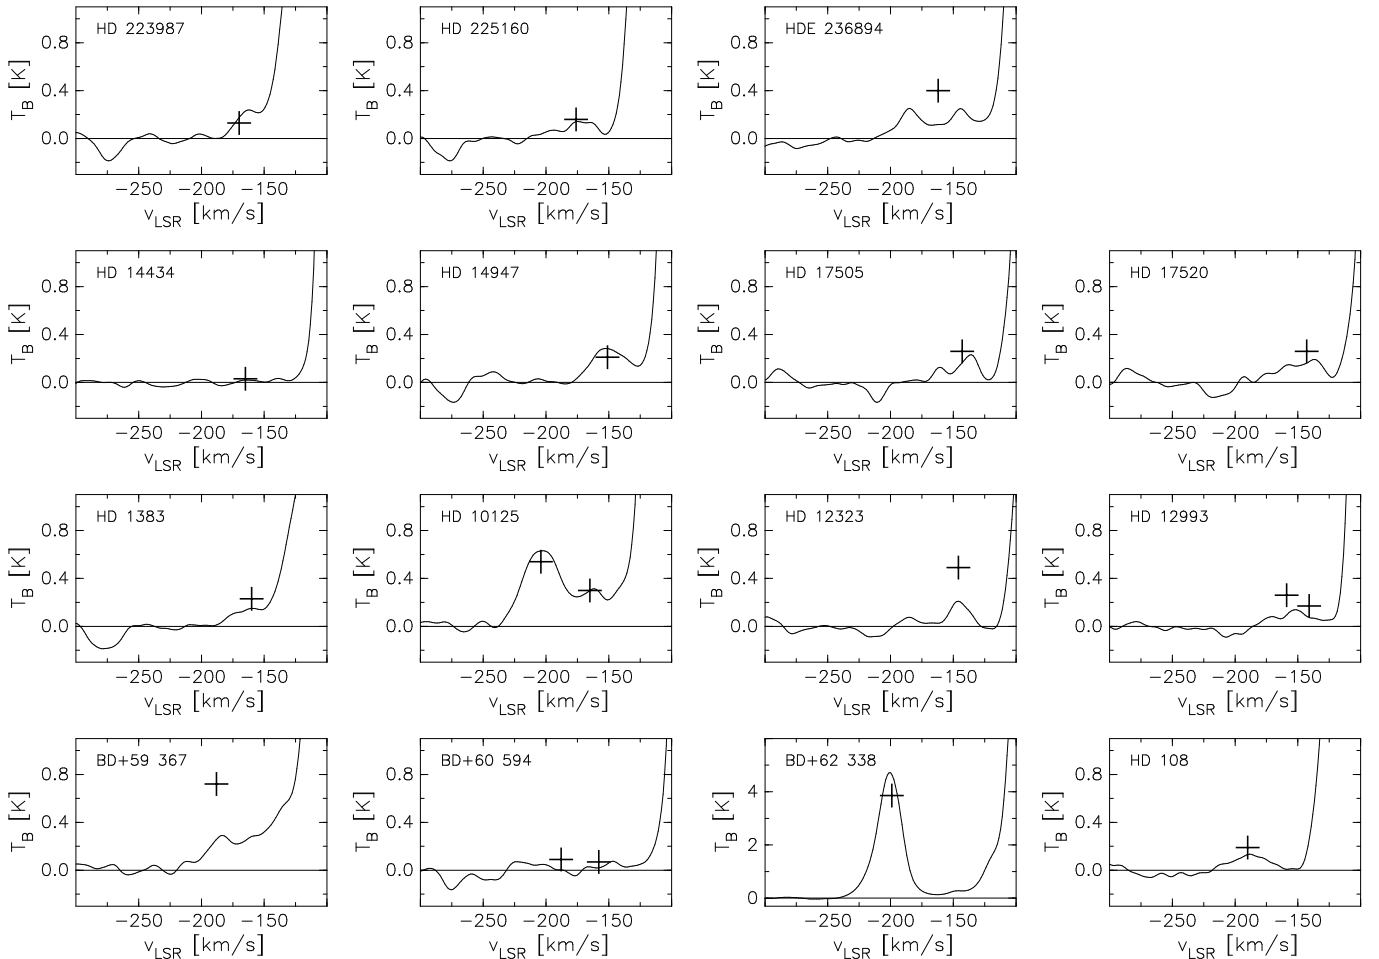 HD 223987
HD 225160
HDE 236894
T_B [K]
0.8
0.4
0.0
T_B [K]
0.8
0.4
0.0
T_B [K]
0.8
0.4
0.0
−250 −200 −150
−250 −200 −150
−250 −200 −150
v_LSR [km/s]
v_LSR [km/s]
v_LSR [km/s]
HD 14434
HD 14947
HD 17505
HD 17520
T_B [K]
0.8
0.4
0.0
T_B [K]
0.8
0.4
0.0
T_B [K]
0.8
0.4
0.0
T_B [K]
0.8
0.4
0.0
−250 −200 −150
−250 −200 −150
−250 −200 −150
−250 −200 −150
v_LSR [km/s]
v_LSR [km/s]
v_LSR [km/s]
v_LSR [km/s]
HD 1383
HD 10125
HD 12323
HD 12993
T_B [K]
0.8
0.4
0.0
T_B [K]
0.8
0.4
0.0
T_B [K]
0.8
0.4
0.0
T_B [K]
0.8
0.4
0.0
−250 −200 −150
−250 −200 −150
−250 −200 −150
−250 −200 −150
v_LSR [km/s]
v_LSR [km/s]
v_LSR [km/s]
v_LSR [km/s]
BD+59 367
BD+60 594
BD+62 338
HD 108
T_B [K]
0.8
0.4
0.0
T_B [K]
0.8
0.4
0.0
T_B [K]
4
2
0
T_B [K]
0.8
0.4
0.0
−250 −200 −150
−250 −200 −150
−250 −200 −150
−250 −200 −150
v_LSR [km/s]
v_LSR [km/s]
v_LSR [km/s]
v_LSR [km/s]